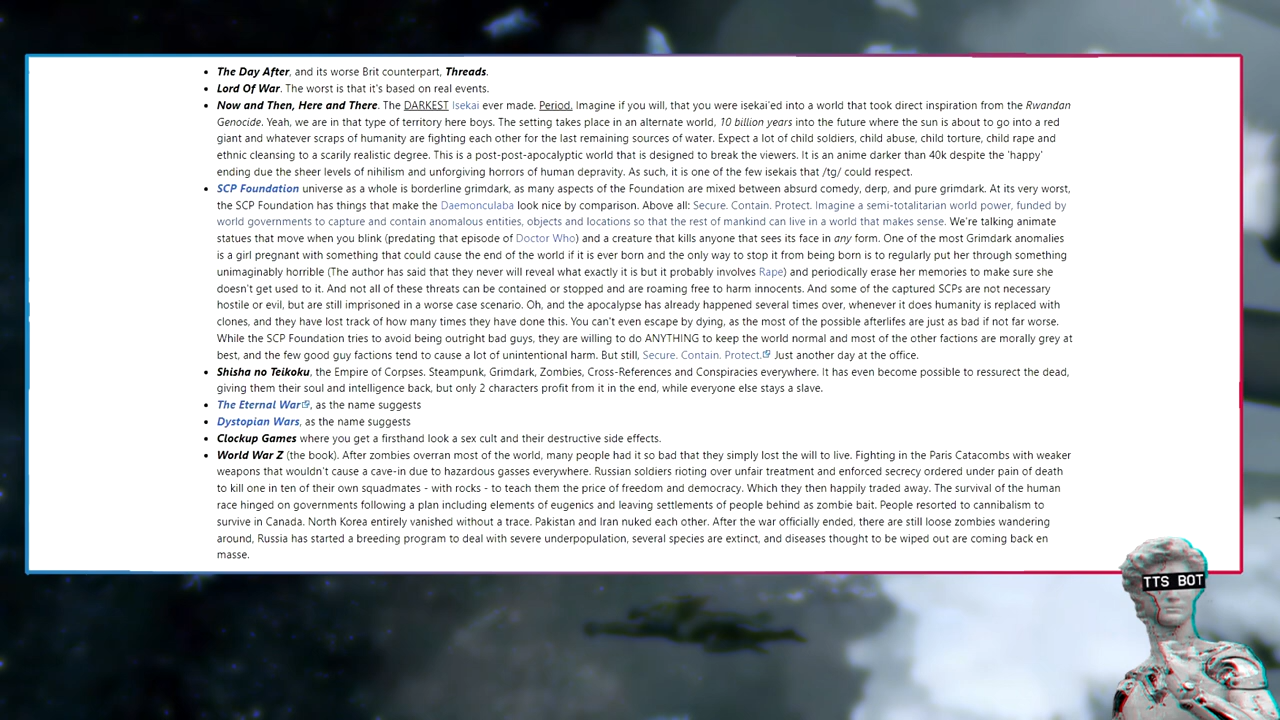 The Day After, and its worse Brit counterpart, Threads.
Lord Of War. The worst is that it's based on real events.
Now and Then, Here and There. The DARKEST Isekai ever made. Period. Imagine if you will, that you were isekai'ed into a world that took direct inspiration from the Rwandan
Genocide. Yeah, we are in that type of territory here boys. The setting takes place in an alternate world, 10 billion years into the future where the sun is about to go into a red
giant and whatever scraps of humanity are fighting each other for the last remaining sources of water. Expect a lot of child soldiers, child abuse, child torture, child rape and
ethnic cleansing to a scarily realistic degree. This is a post-post-apocalyptic world that is designed to break the viewers. It is an anime darker than 40k despite the 'happy'
ending due the sheer levels of nihilism and unforgiving horrors of human depravity. As such, it is one of the few isekais that /tg/ could respect.
SCP Foundation universe as a whole is borderline grimdark, as many aspects of the Foundation are mixed between absurd comedy, derp, and pure grimdark. At its very worst,
the SCP Foundation has things that make the Daemonculaba look nice by comparison. Above all: Secure. Contain. Protect. Imagine a semi-totalitarian world power, funded by
world governments to capture and contain anomalous entities, objects and locations so that the rest of mankind can live in a world that makes sense. We're talking animate
statues that move when you blink (predating that episode of Doctor Who) and a creature that kills anyone that sees its face in any form. One of the most Grimdark anomalies
is a girl pregnant with something that could cause the end of the world if it is ever born and the only way to stop it from being born is to regularly put her through something
unimaginably horrible (The author has said that they never will reveal what exactly it is but it probably involves Rape) and periodically erase her memories to make sure she
doesn't get used to it. And not all of these threats can be contained or stopped and are roaming free to harm innocents. And some of the captured SCPs are not necessary
hostile or evil, but are still imprisoned in a worse case scenario. Oh, and the apocalypse has already happened several times over, whenever it does humanity is replaced with
clones, and they have lost track of how many times they have done this. You can't even escape by dying, as the most of the possible afterlifes are just as bad if not far worse.
While the SCP Foundation tries to avoid being outright bad guys, they are willing to do ANYTHING to keep the world normal and most of the other factions are morally grey at
best, and the few good guy factions tend to cause a lot of unintentional harm. But still, Secure. Contain. Protect. Just another day at the office.
Shisha no Teikoku, the Empire of Corpses. Steampunk, Grimdark, Zombies, Cross-References and Conspiracies everywhere. It has even become possible to ressurect the dead,
giving them their soul and intelligence back, but only 2 characters profit from it in the end, while everyone else stays a slave.
The Eternal War, as the name suggests
Dystopian Wars, as the name suggests
Clockup Games where you get a firsthand look a sex cult and their destructive side effects.
World War Z (the book). After zombies overran most of the world, many people had it so bad that they simply lost the will to live. Fighting in the Paris Catacombs with weaker
weapons that wouldn't cause a cave-in due to hazardous gasses everywhere. Russian soldiers rioting over unfair treatment and enforced secrecy ordered under pain of death
to kill one in ten of their own squadmates - with rocks - to teach them the price of freedom and democracy. Which they then happily traded away. The survival of the human
race hinged on governments following a plan including elements of eugenics and leaving settlements of people behind as zombie bait. People resorted to cannibalism to
survive in Canada. North Korea entirely vanished without a trace. Pakistan and Iran nuked each other. After the war officially ended, there are still loose zombies wandering
around, Russia has started a breeding program to deal with severe underpopulation, several species are extinct, and diseases thought to be wiped out are coming back en
masse.
TTS BOT